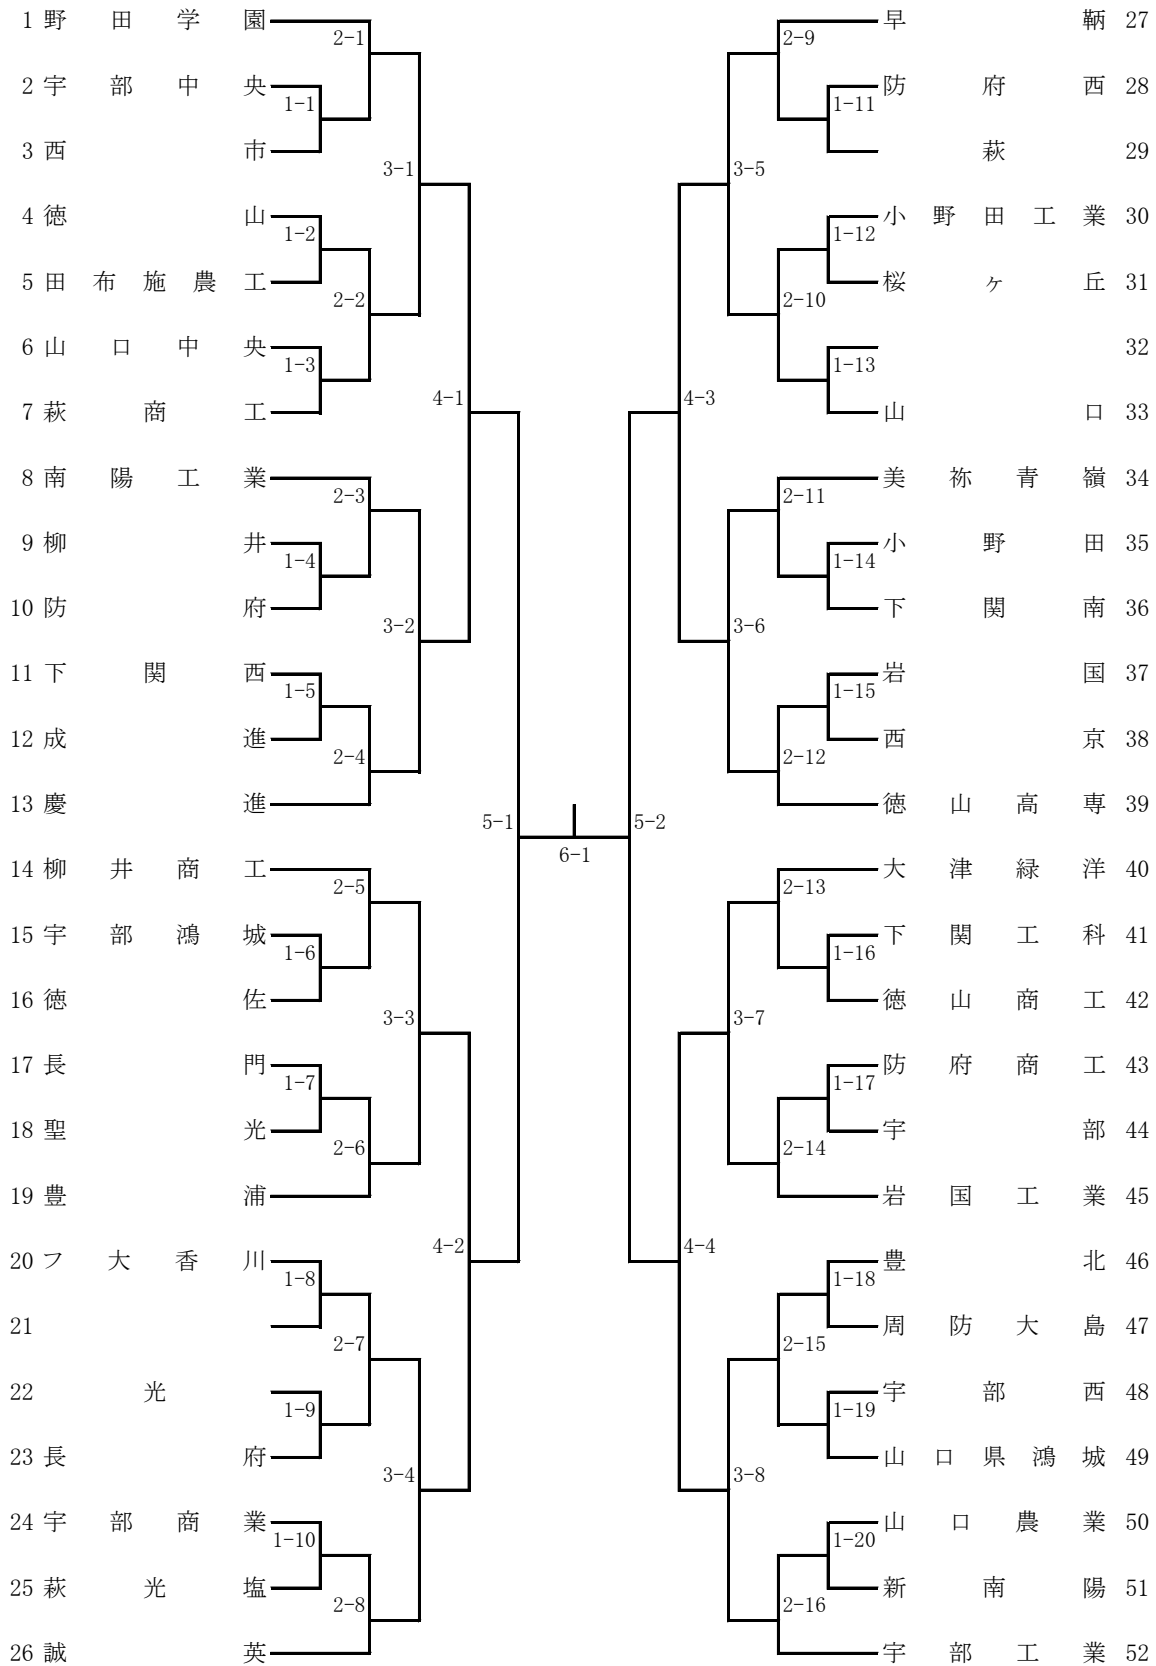 1 野田学園
2-1
2 宇部中央
1-1
3 西市
3-1
4 徳山
1-2
5 田布施農工
2-2
6 山口中央
1-3
7 萩商工
4-1
8 南陽工業
2-3
9 柳井
1-4
10 防府
3-2
11 下関西
1-5
12 成進
2-4
13 慶進
5-1
14 柳井商工
2-5
15 宇部鴻城
1-6
16 徳佐
3-3
17 長門
1-7
18 聖光
2-6
19 豊浦
4-2
20 フ大香川
1-8
21
2-7
22 光
1-9
23 長府
3-4
24 宇部商業
1-10
25 萩光塩
2-8
26 誠英
6-1
早鞆 27
2-9
防府西 28
1-11
萩 29
3-5
小野田工業 30
1-12
桜ヶ丘 31
2-10
32
1-13
山口 33
4-3
美祢青嶺 34
2-11
小野田 35
1-14
下関南 36
3-6
岩国 37
1-15
西京 38
2-12
徳山高専 39
5-2
大津緑洋 40
2-13
下関工科 41
1-16
徳山商工 42
3-7
防府商工 43
1-17
宇部 44
2-14
岩国工業 45
4-4
豊北 46
1-18
周防大島 47
2-15
宇部西 48
1-19
山口県鴻城 49
3-8
山口農業 50
1-20
新南陽 51
2-16
宇部工業 52